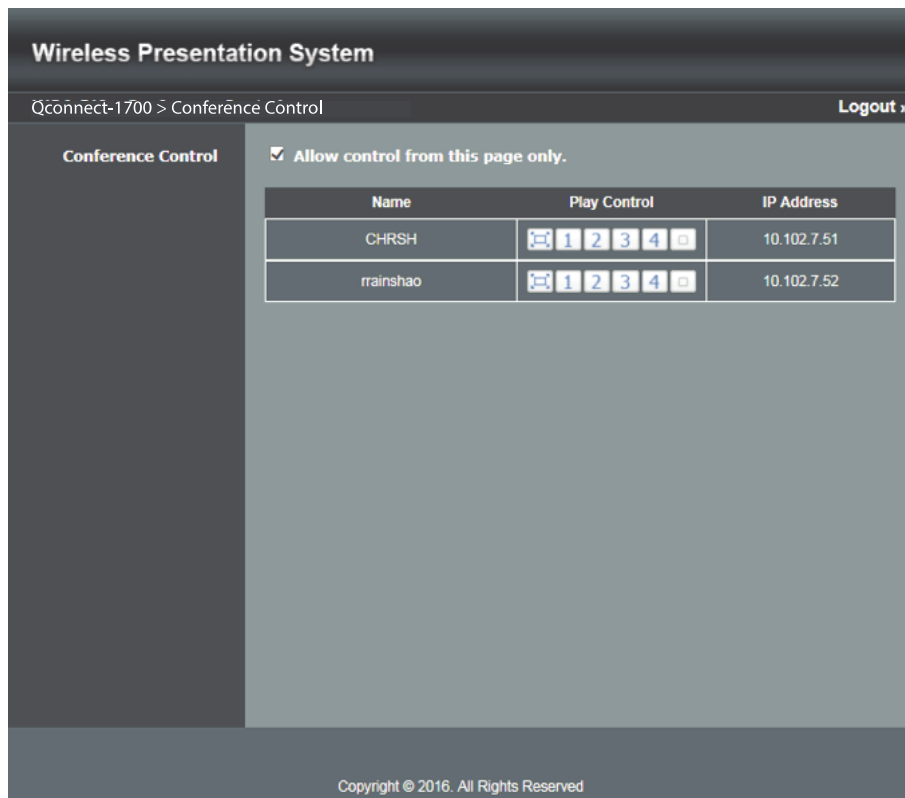 Wireless Presentation System
Qconnect-1700 > Conference Control
Logout »
Conference Control
Allow control from this page only.
Name Play Control IP Address
CHRSH 1 2 3 4 10.102.7.51
rrainshao 1 2 3 4 10.102.7.52
Copyright © 2016. All Rights Reserved